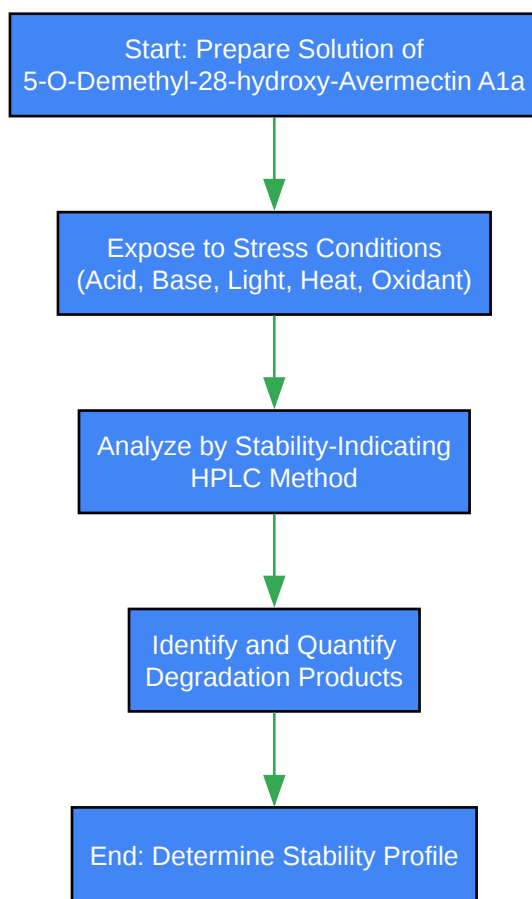 Start: Prepare Solution of
5-O-Demethyl-28-hydroxy-Avermectin A1a
Expose to Stress Conditions
(Acid, Base, Light, Heat, Oxidant)
Analyze by Stability-Indicating
HPLC Method
Identify and Quantify
Degradation Products
End: Determine Stability Profile